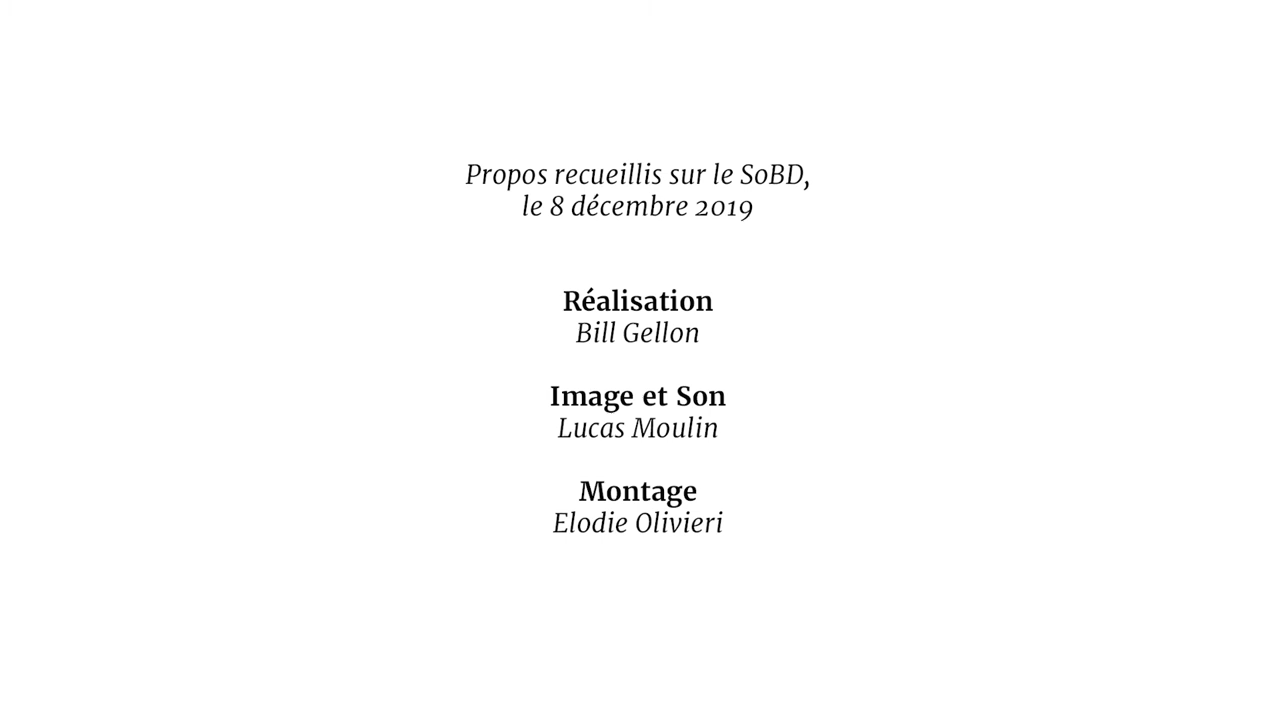 Propos recueillis sur le SoBD,
le 8 décembre 2019
Réalisation
Bill Gellon
Image et Son
Lucas Moulin
Montage
Elodie Olivieri